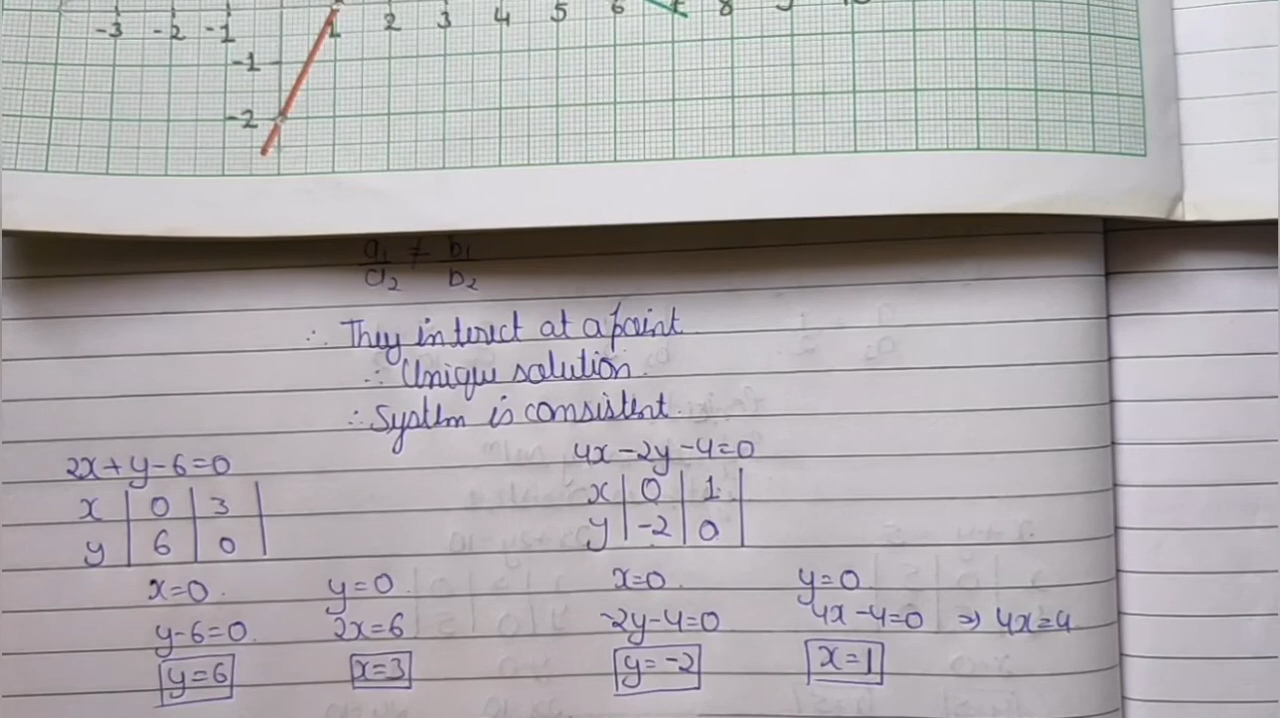 -3 -2 -1 1 2 3 4 5 6 7 8
-1
-2
a1/a2 ≠ b1/b2
∴ They interect at a point
∴ Unique solution.
∴ System is consistent.
2x+y-6=0
x | 0 | 3 |
y | 6 | 0 |
x=0. y=0.
y-6=0. 2x=6
y=6 x=3
4x-2y-4=0
x | 0 | 1 |
y | -2 | 0 |
x=0. y=0
-2y-4=0 4x-4=0 ⇒ 4x=4
y=-2 x=1